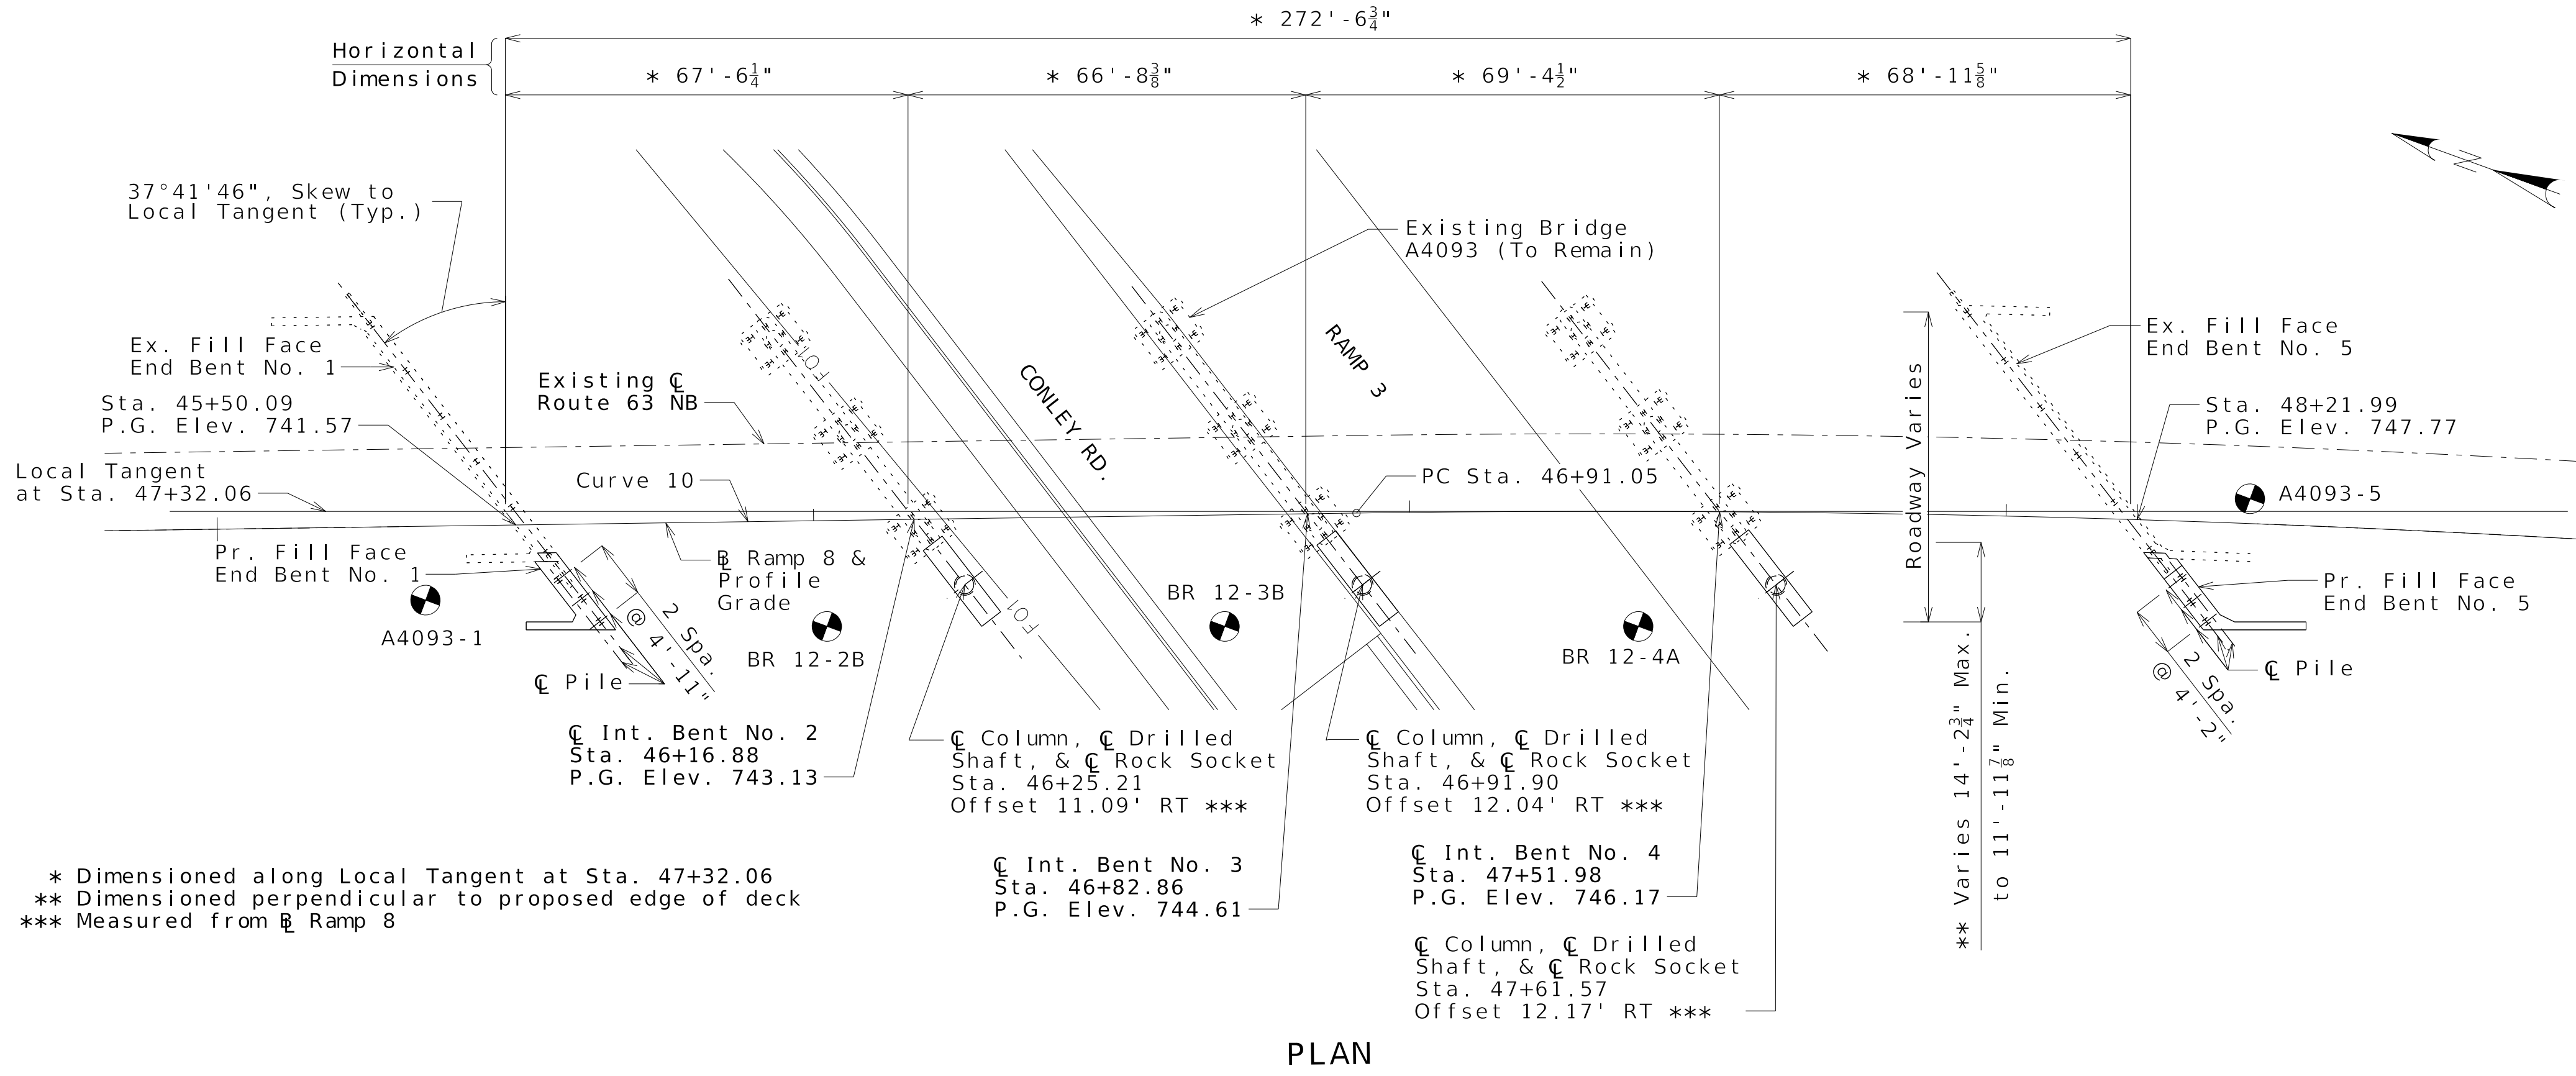 * 272'-6¾"
Horizontal
Dimensions
* 67'-6¼"
* 66'-8⅜"
* 69'-4½"
* 68'-11⅝"
N
37°41'46", Skew to
Local Tangent (Typ.)
Existing Bridge
A4093 (To Remain)
Ex. Fill Face
End Bent No. 1
Ex. Fill Face
End Bent No. 5
FO1
RAMP 3
CONLEY RD.
Existing ℄
Route 63 NB
Roadway Varies
Sta. 45+50.09
P.G. Elev. 741.57
Sta. 48+21.99
P.G. Elev. 747.77
Local Tangent
at Sta. 47+32.06
Curve 10
PC Sta. 46+91.05
A4093-5
Pr. Fill Face
End Bent No. 1
BL Ramp 8 &
Profile
Grade
BR 12-3B
Pr. Fill Face
End Bent No. 5
A4093-1
2 Spa.
@ 4'-11"
BR 12-2B
FO1
BR 12-4A
℄ Pile
2 Spa.
@ 4'-2"
℄ Pile
** Varies 14'-2¾" Max.
to 11'-11⅞" Min.
℄ Int. Bent No. 2
Sta. 46+16.88
P.G. Elev. 743.13
℄ Column, ℄ Drilled
Shaft, & ℄ Rock Socket
Sta. 46+25.21
Offset 11.09' RT ***
℄ Column, ℄ Drilled
Shaft, & ℄ Rock Socket
Sta. 46+91.90
Offset 12.04' RT ***
℄ Int. Bent No. 3
Sta. 46+82.86
P.G. Elev. 744.61
℄ Int. Bent No. 4
Sta. 47+51.98
P.G. Elev. 746.17
℄ Column, ℄ Drilled
Shaft, & ℄ Rock Socket
Sta. 47+61.57
Offset 12.17' RT ***
* Dimensioned along Local Tangent at Sta. 47+32.06
** Dimensioned perpendicular to proposed edge of deck
*** Measured from BL Ramp 8
PLAN